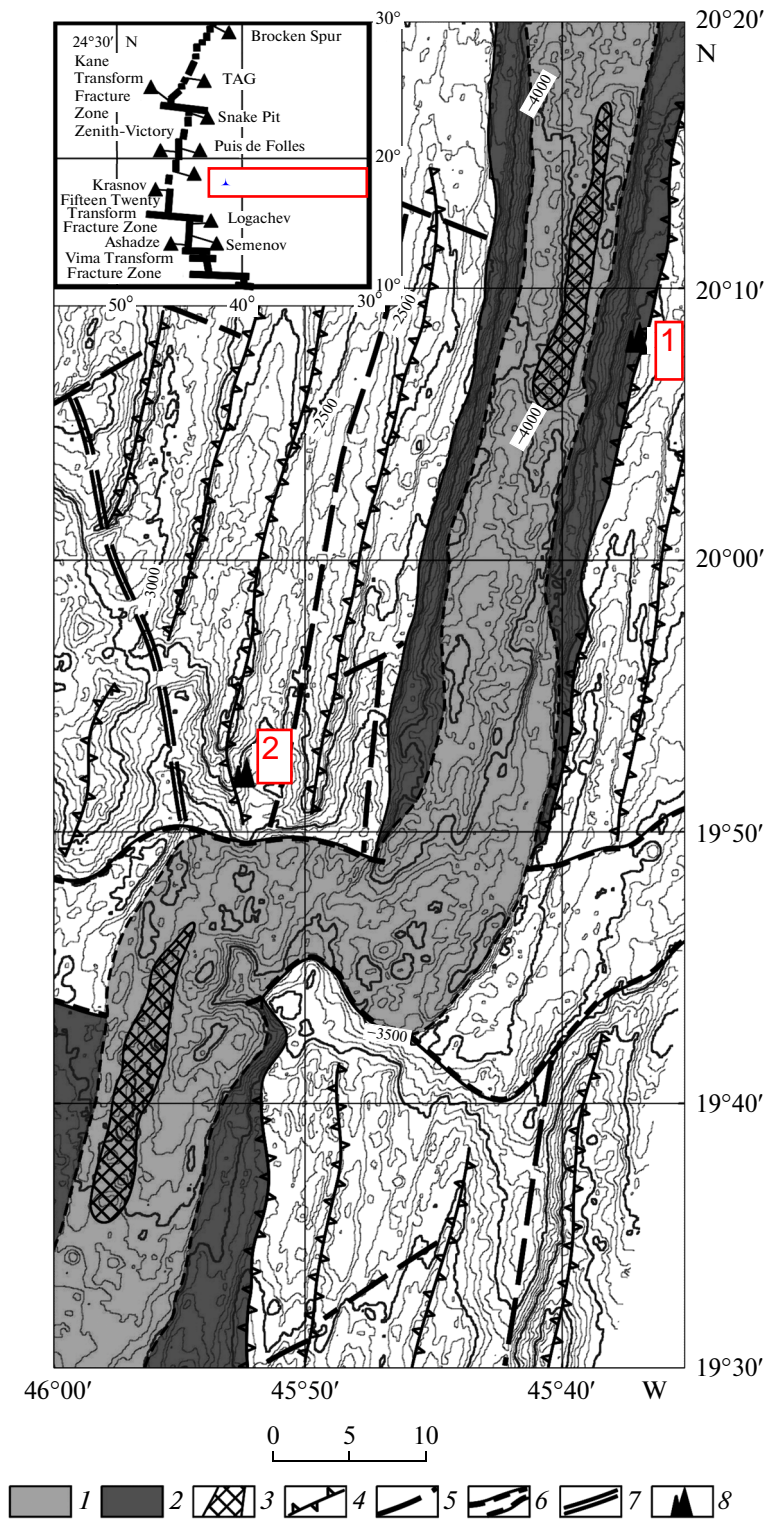 30°
20°20′
N
24°30′ N
Brocken Spur
Kane
Transform
Fracture
Zone
TAG
Snake Pit
Zenith-Victory
Puis de Folles
20°
Krasnov
Fifteen Twenty
Transform
Fracture Zone
Logachev
Ashadze
Semenov
Vima Transform
Fracture Zone
50°
40°
30°
10°
−4000
20°10′
−2500
1
−2500
−4000
20°00′
3000
2
19°50′
−3500
19°40′
19°30′
46°00′
45°50′
45°40′
W
0
5
10
1
2
3
4
5
6
7
8